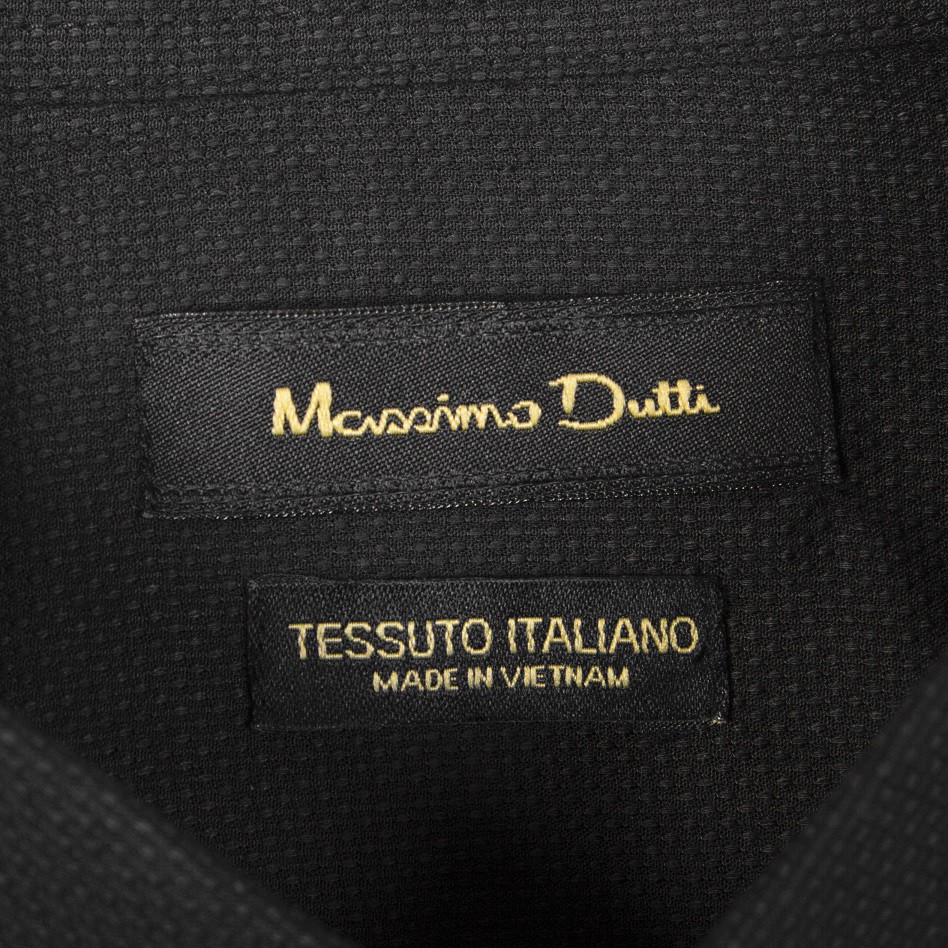 Massimo Dutti
TESSUTO ITALIANO
MADE IN VIETNAM